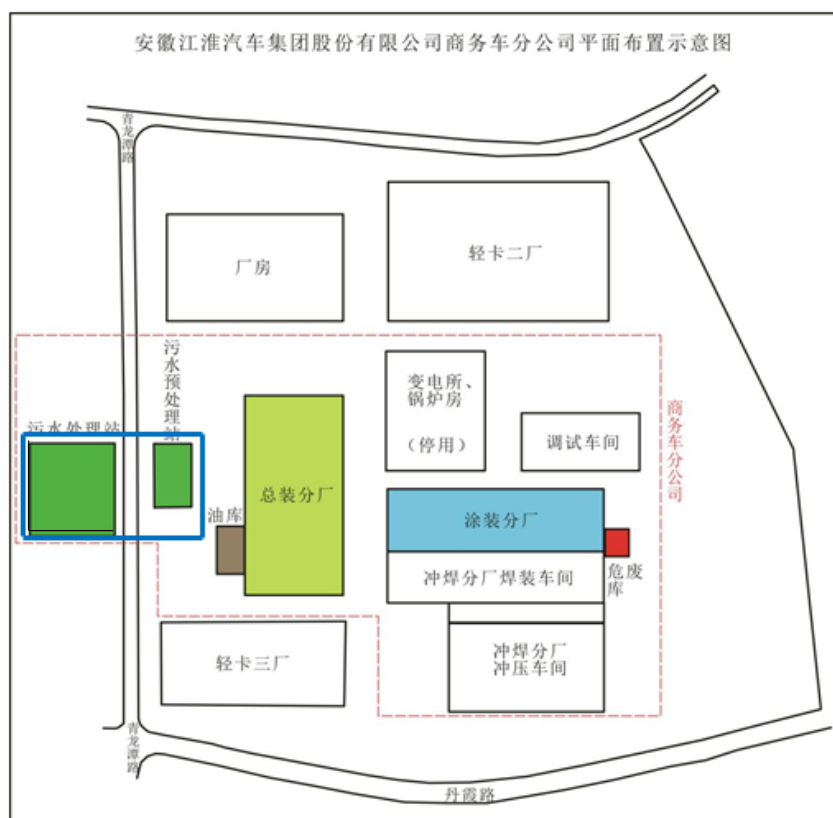 安徽江淮汽车集团股份有限公司商务车分公司平面布置示意图
青龙潭路
厂房
轻卡二厂
污水预处理站
变电所、
锅炉房
（停用）
商务车分公司
污水处理站
调试车间
总装分厂
油库
涂装分厂
冲焊分厂焊装车间
危废
库
轻卡三厂
冲焊分厂
冲压车间
青龙潭路
丹霞路